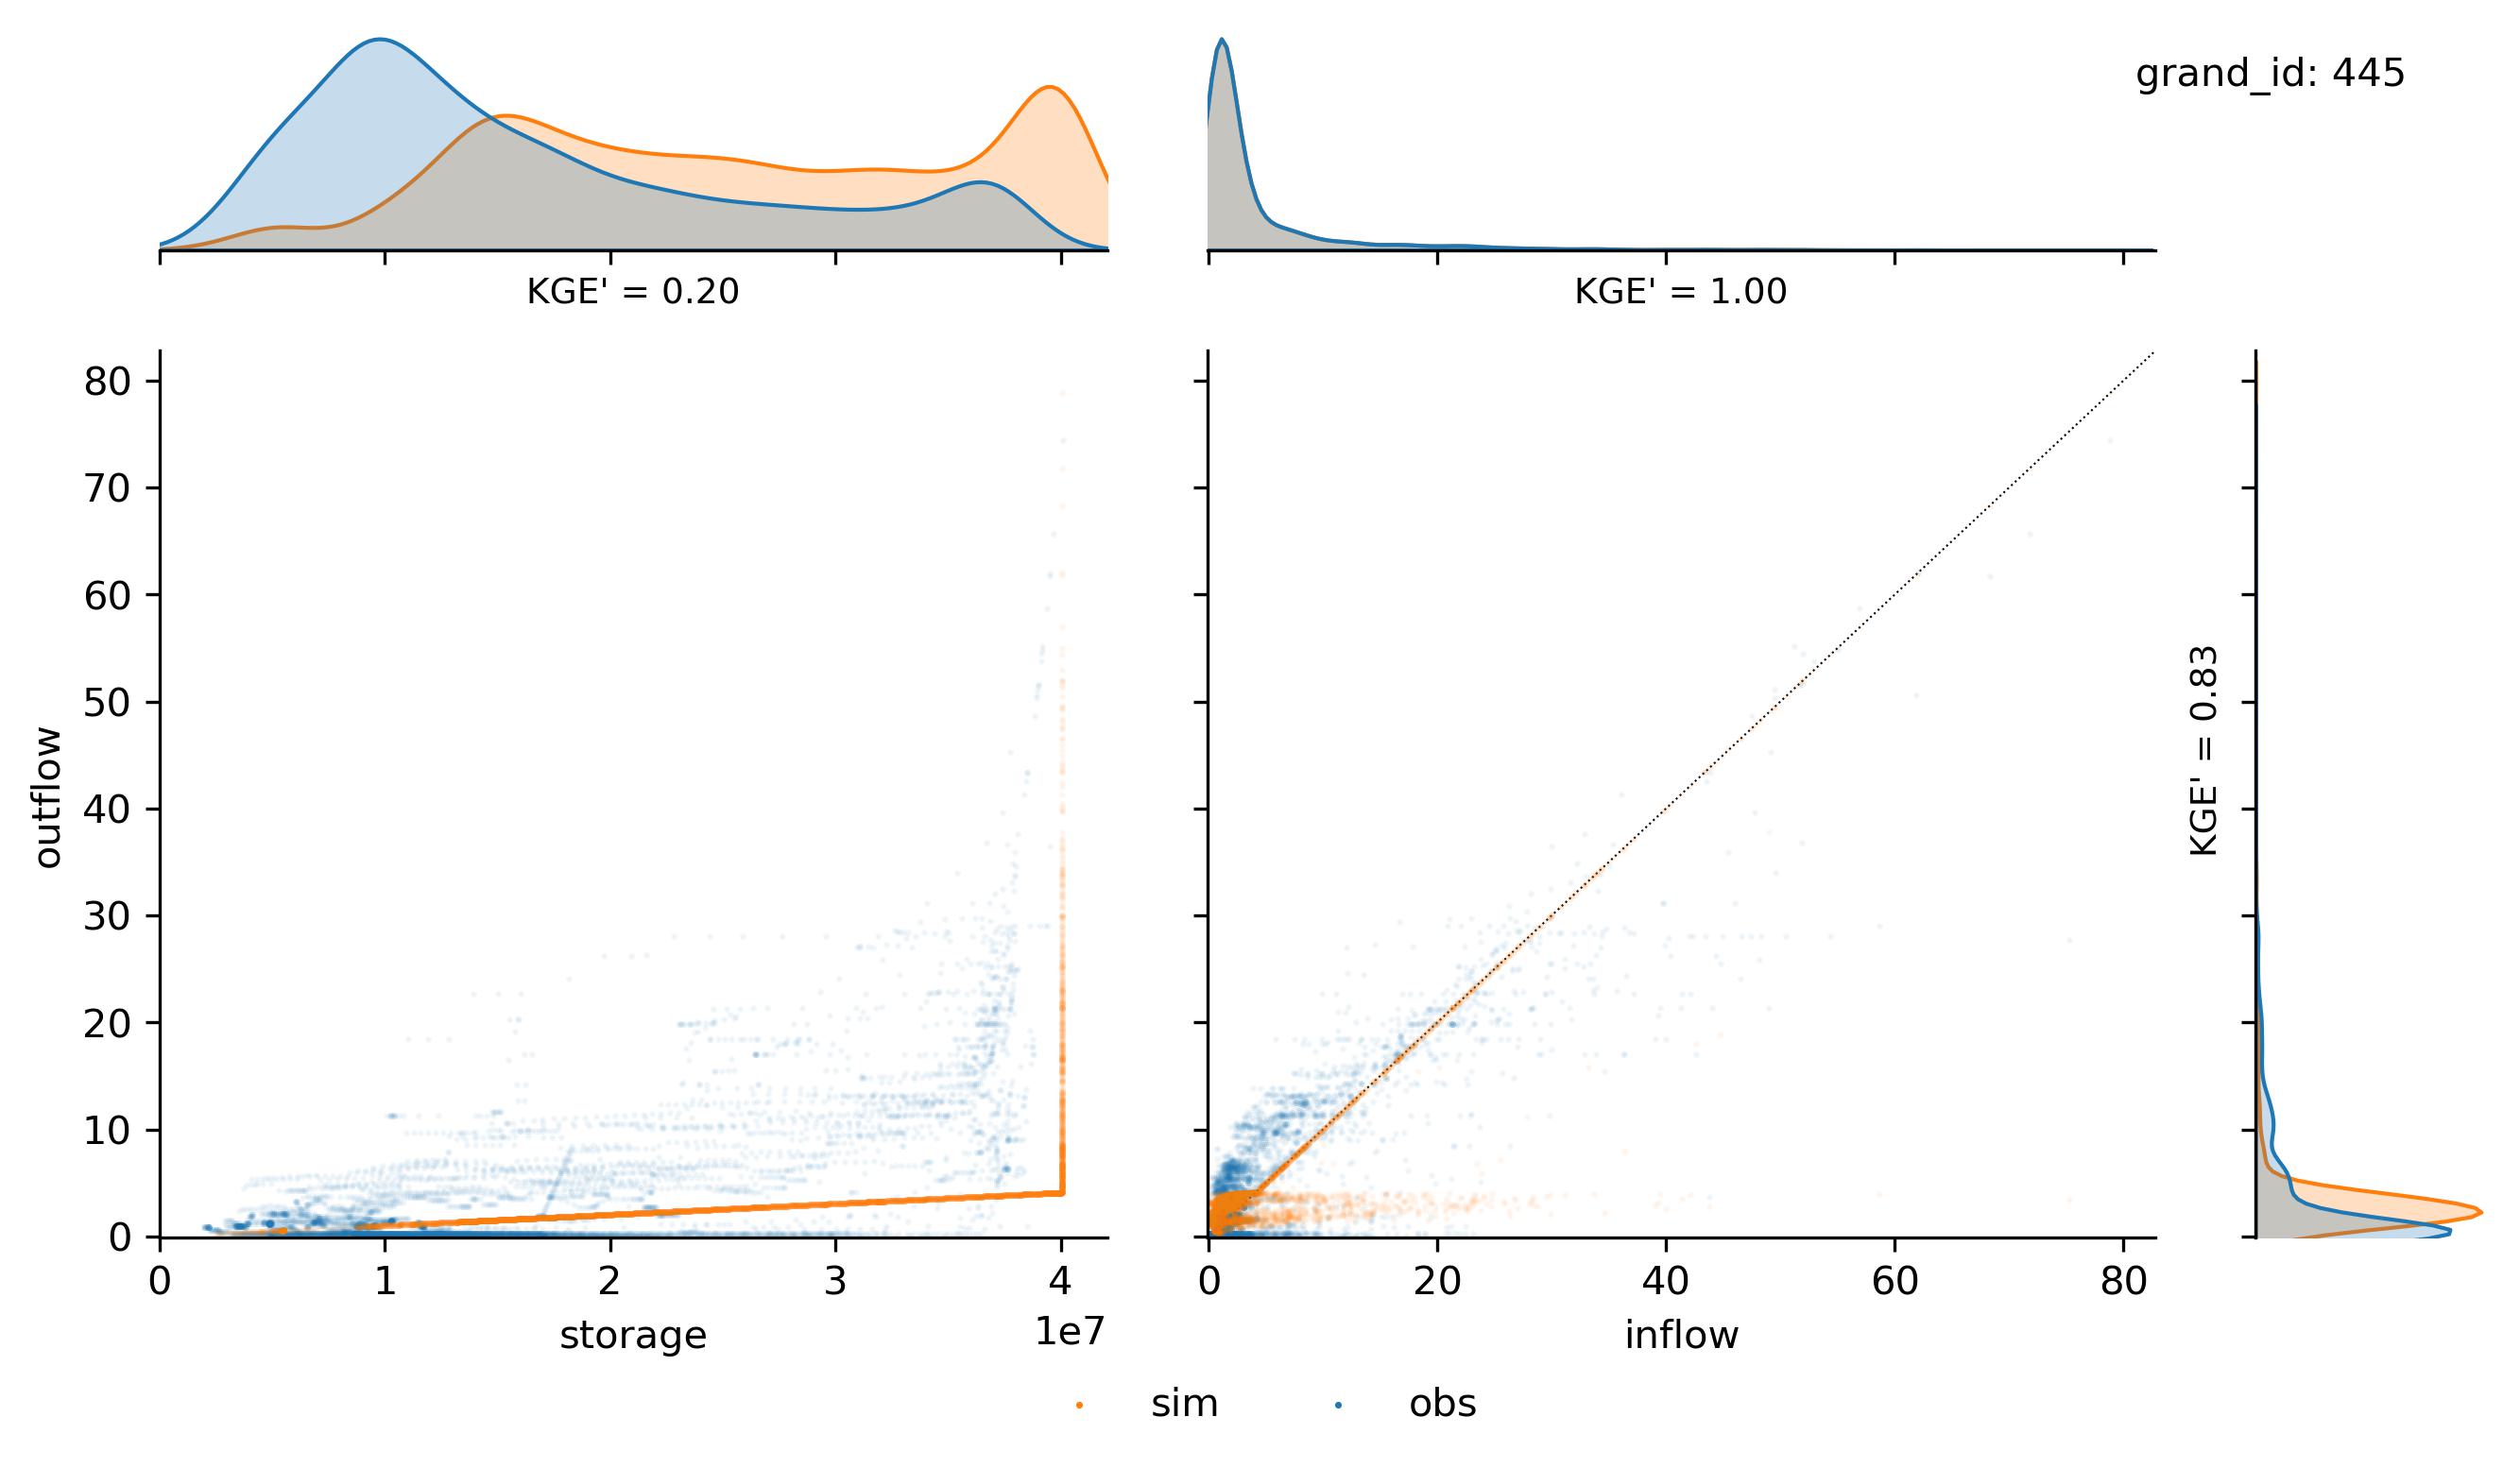 grand_id: 445
KGE' = 0.20
KGE' = 1.00
80
70
60
50
40
30
20
10
0
outflow
KGE' = 0.83
0 1 2 3 4
1e7
storage
0 20 40 60 80
inflow
sim obs